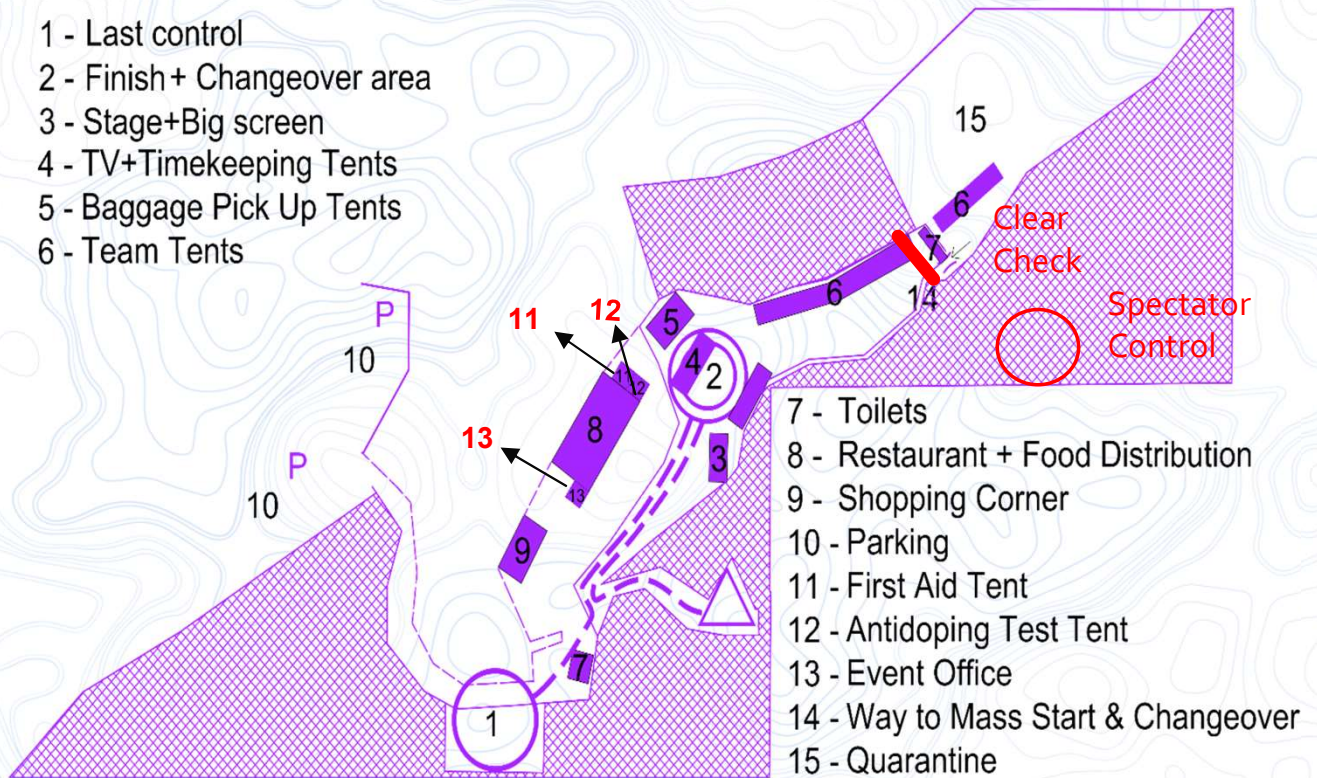 1 - Last control
2 - Finish + Changeover area
3 - Stage+Big screen
4 - TV+Timekeeping Tents
5 - Baggage Pick Up Tents
6 - Team Tents
15
6
Clear
Check
7
14
6
Spectator
Control
5
11
12
P
10
4
2
11
12
8
13
3
P
10
13
9
7
1
7 - Toilets
8 - Restaurant + Food Distribution
9 - Shopping Corner
10 - Parking
11 - First Aid Tent
12 - Antidoping Test Tent
13 - Event Office
14 - Way to Mass Start & Changeover
15 - Quarantine